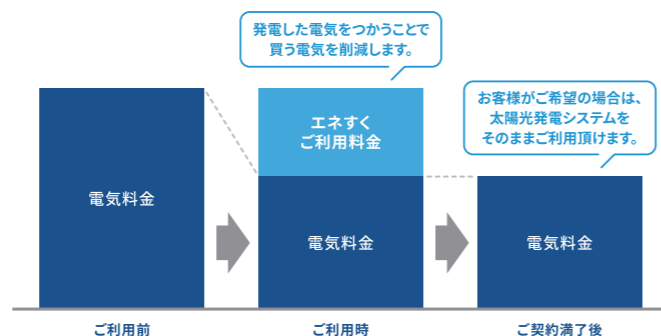 発電した電気をつかうことで
買う電気を削減します。
お客様がご希望の場合は、
太陽光発電システムを
そのままご利用頂けます。
エネすく
ご利用料金
電気料金
電気料金
電気料金
ご利用前
ご利用時
ご契約満了後